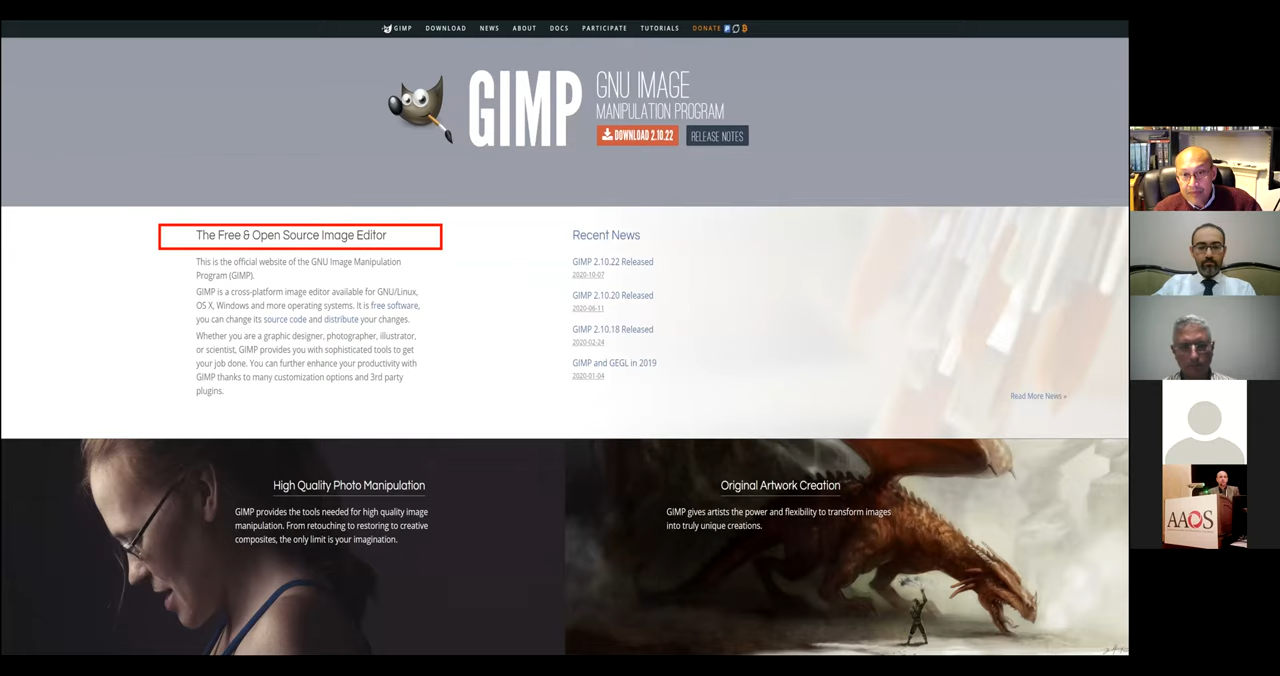 GIMP DOWNLOAD NEWS ABOUT DOCS PARTICIPATE TUTORIALS DONATE
GIMP
GNU IMAGE
MANIPULATION PROGRAM
DOWNLOAD 2.10.22 RELEASE NOTES
The Free & Open Source Image Editor
This is the official website of the GNU Image Manipulation
Program (GIMP).
GIMP is a cross-platform image editor available for GNU/Linux,
OS X, Windows and more operating systems. It is free software,
you can change its source code and distribute your changes.
Whether you are a graphic designer, photographer, illustrator,
or scientist, GIMP provides you with sophisticated tools to get
your job done. You can further enhance your productivity with
GIMP thanks to many customization options and 3rd party
plugins.
Recent News
GIMP 2.10.22 Released
2020-10-07
GIMP 2.10.20 Released
2020-06-11
GIMP 2.10.18 Released
2020-02-24
GIMP and GEGL in 2019
2020-01-04
Read More News »
High Quality Photo Manipulation
GIMP provides the tools needed for high quality image
manipulation. From retouching to restoring to creative
composites, the only limit is your imagination.
Original Artwork Creation
GIMP gives artists the power and flexibility to transform images
into truly unique creations.
AAOS